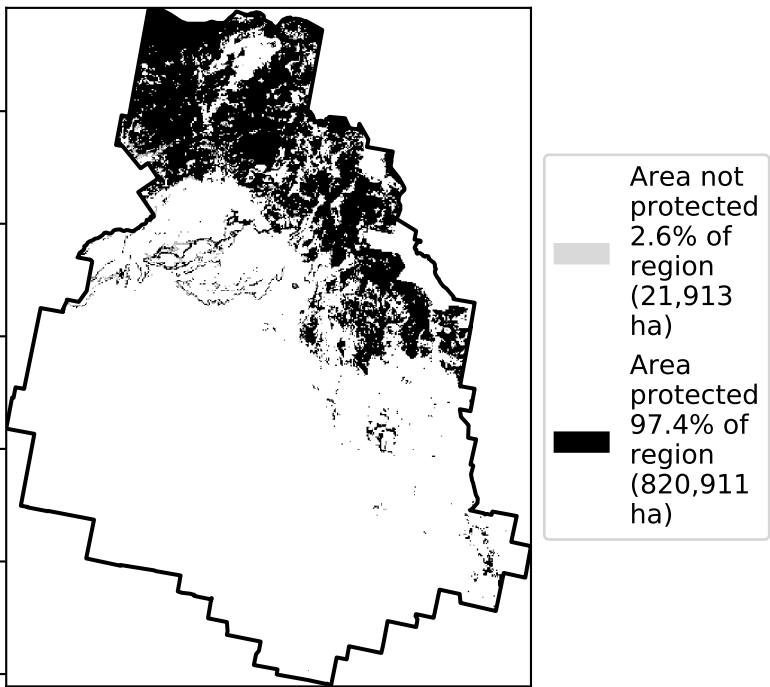 Area not
protected
2.6% of
region
(21,913
ha)
Area
protected
97.4% of
region
(820,911
ha)